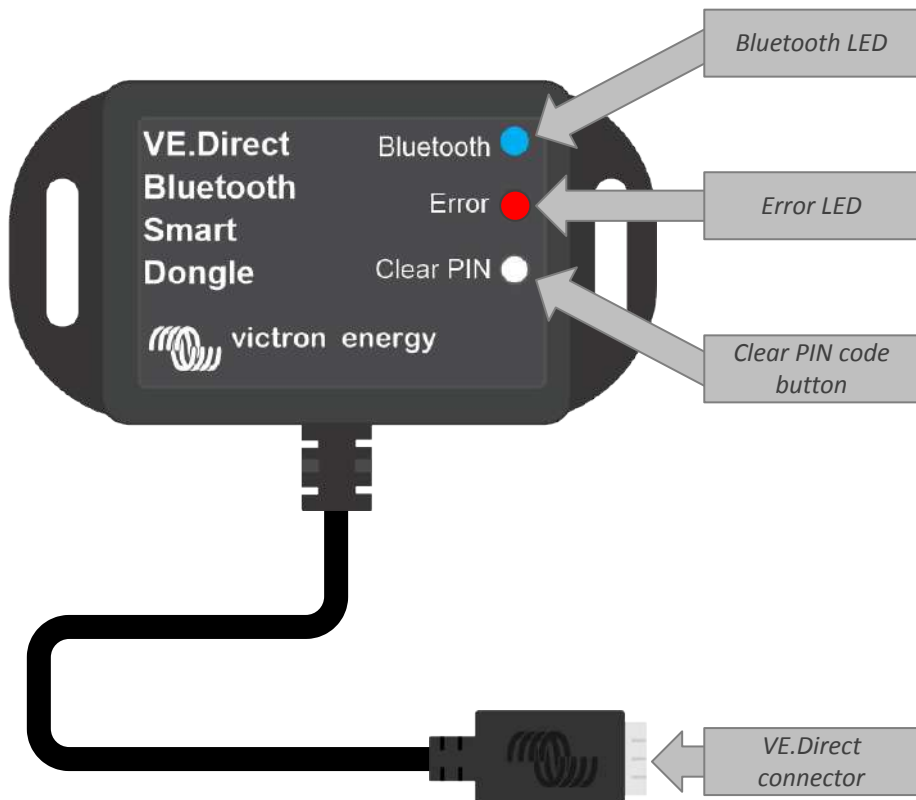 Bluetooth LED
VE.Direct
Bluetooth
Smart
Dongle
Bluetooth
Error
Clear PIN
victron energy
Error LED
Clear PIN code
button
VE.Direct
connector